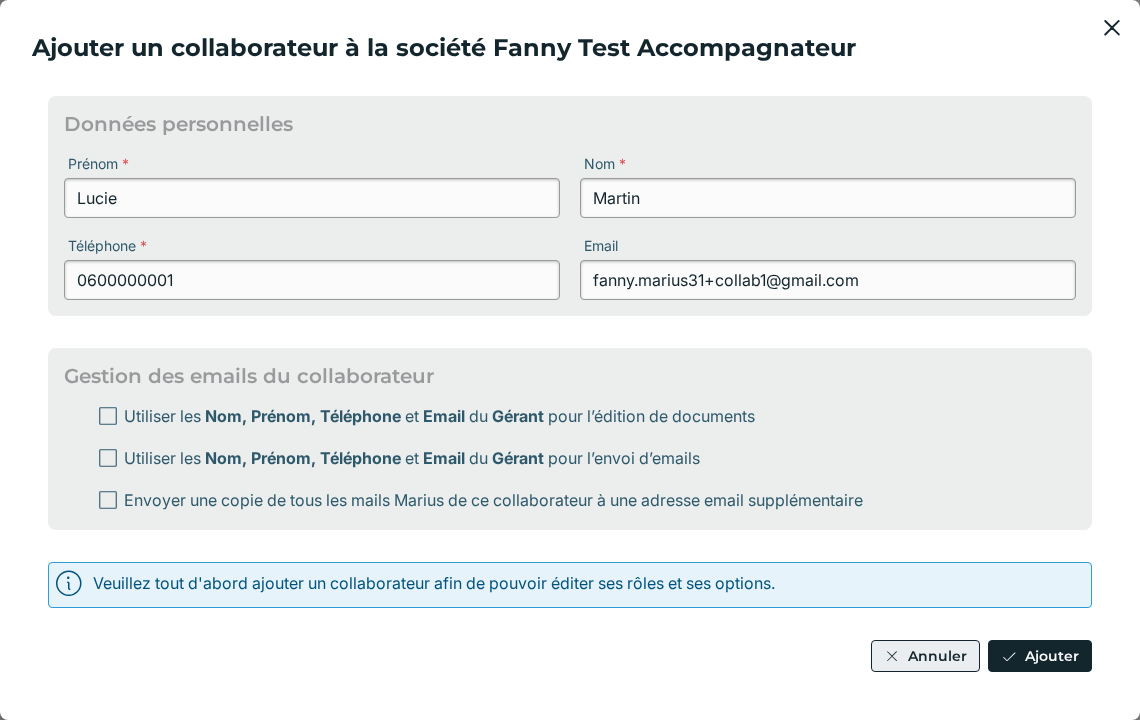 Ajouter un collaborateur à la société Fanny Test Accompagnateur
Données personnelles
Prénom *
Nom *
Lucie
Martin
Téléphone *
Email
0600000001
fanny.marius31+collab1@gmail.com
Gestion des emails du collaborateur
Utiliser les Nom, Prénom, Téléphone et Email du Gérant pour l’édition de documents
Utiliser les Nom, Prénom, Téléphone et Email du Gérant pour l’envoi d’emails
Envoyer une copie de tous les mails Marius de ce collaborateur à une adresse email supplémentaire
Veuillez tout d'abord ajouter un collaborateur afin de pouvoir éditer ses rôles et ses options.
Annuler
Ajouter